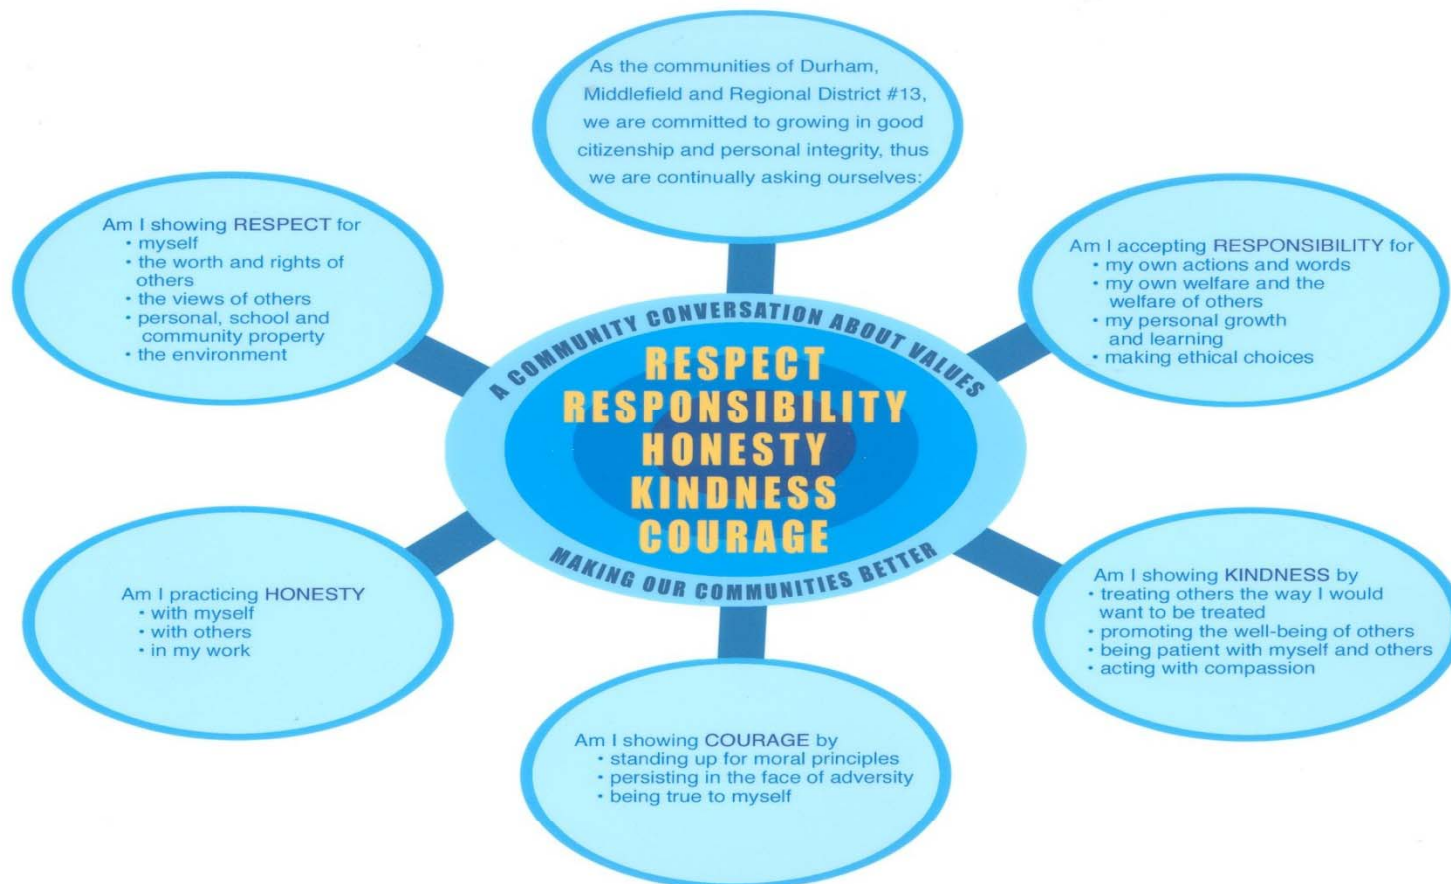 As the communities of Durham,
Middlefield and Regional District #13,
we are committed to growing in good
citizenship and personal integrity, thus
we are continually asking ourselves:
Am I showing RESPECT for
• myself
• the worth and rights of
others
• the views of others
• personal, school and
community property
• the environment
Am I accepting RESPONSIBILITY for
• my own actions and words
• my own welfare and the
welfare of others
• my personal growth
and learning
• making ethical choices
A COMMUNITY CONVERSATION ABOUT VALUES
RESPECT
RESPONSIBILITY
HONESTY
KINDNESS
COURAGE
MAKING OUR COMMUNITIES BETTER
Am I practicing HONESTY
• with myself
• with others
• in my work
Am I showing KINDNESS by
• treating others the way I would
want to be treated
• promoting the well-being of others
• being patient with myself and others
• acting with compassion
Am I showing COURAGE by
• standing up for moral principles
• persisting in the face of adversity
• being true to myself